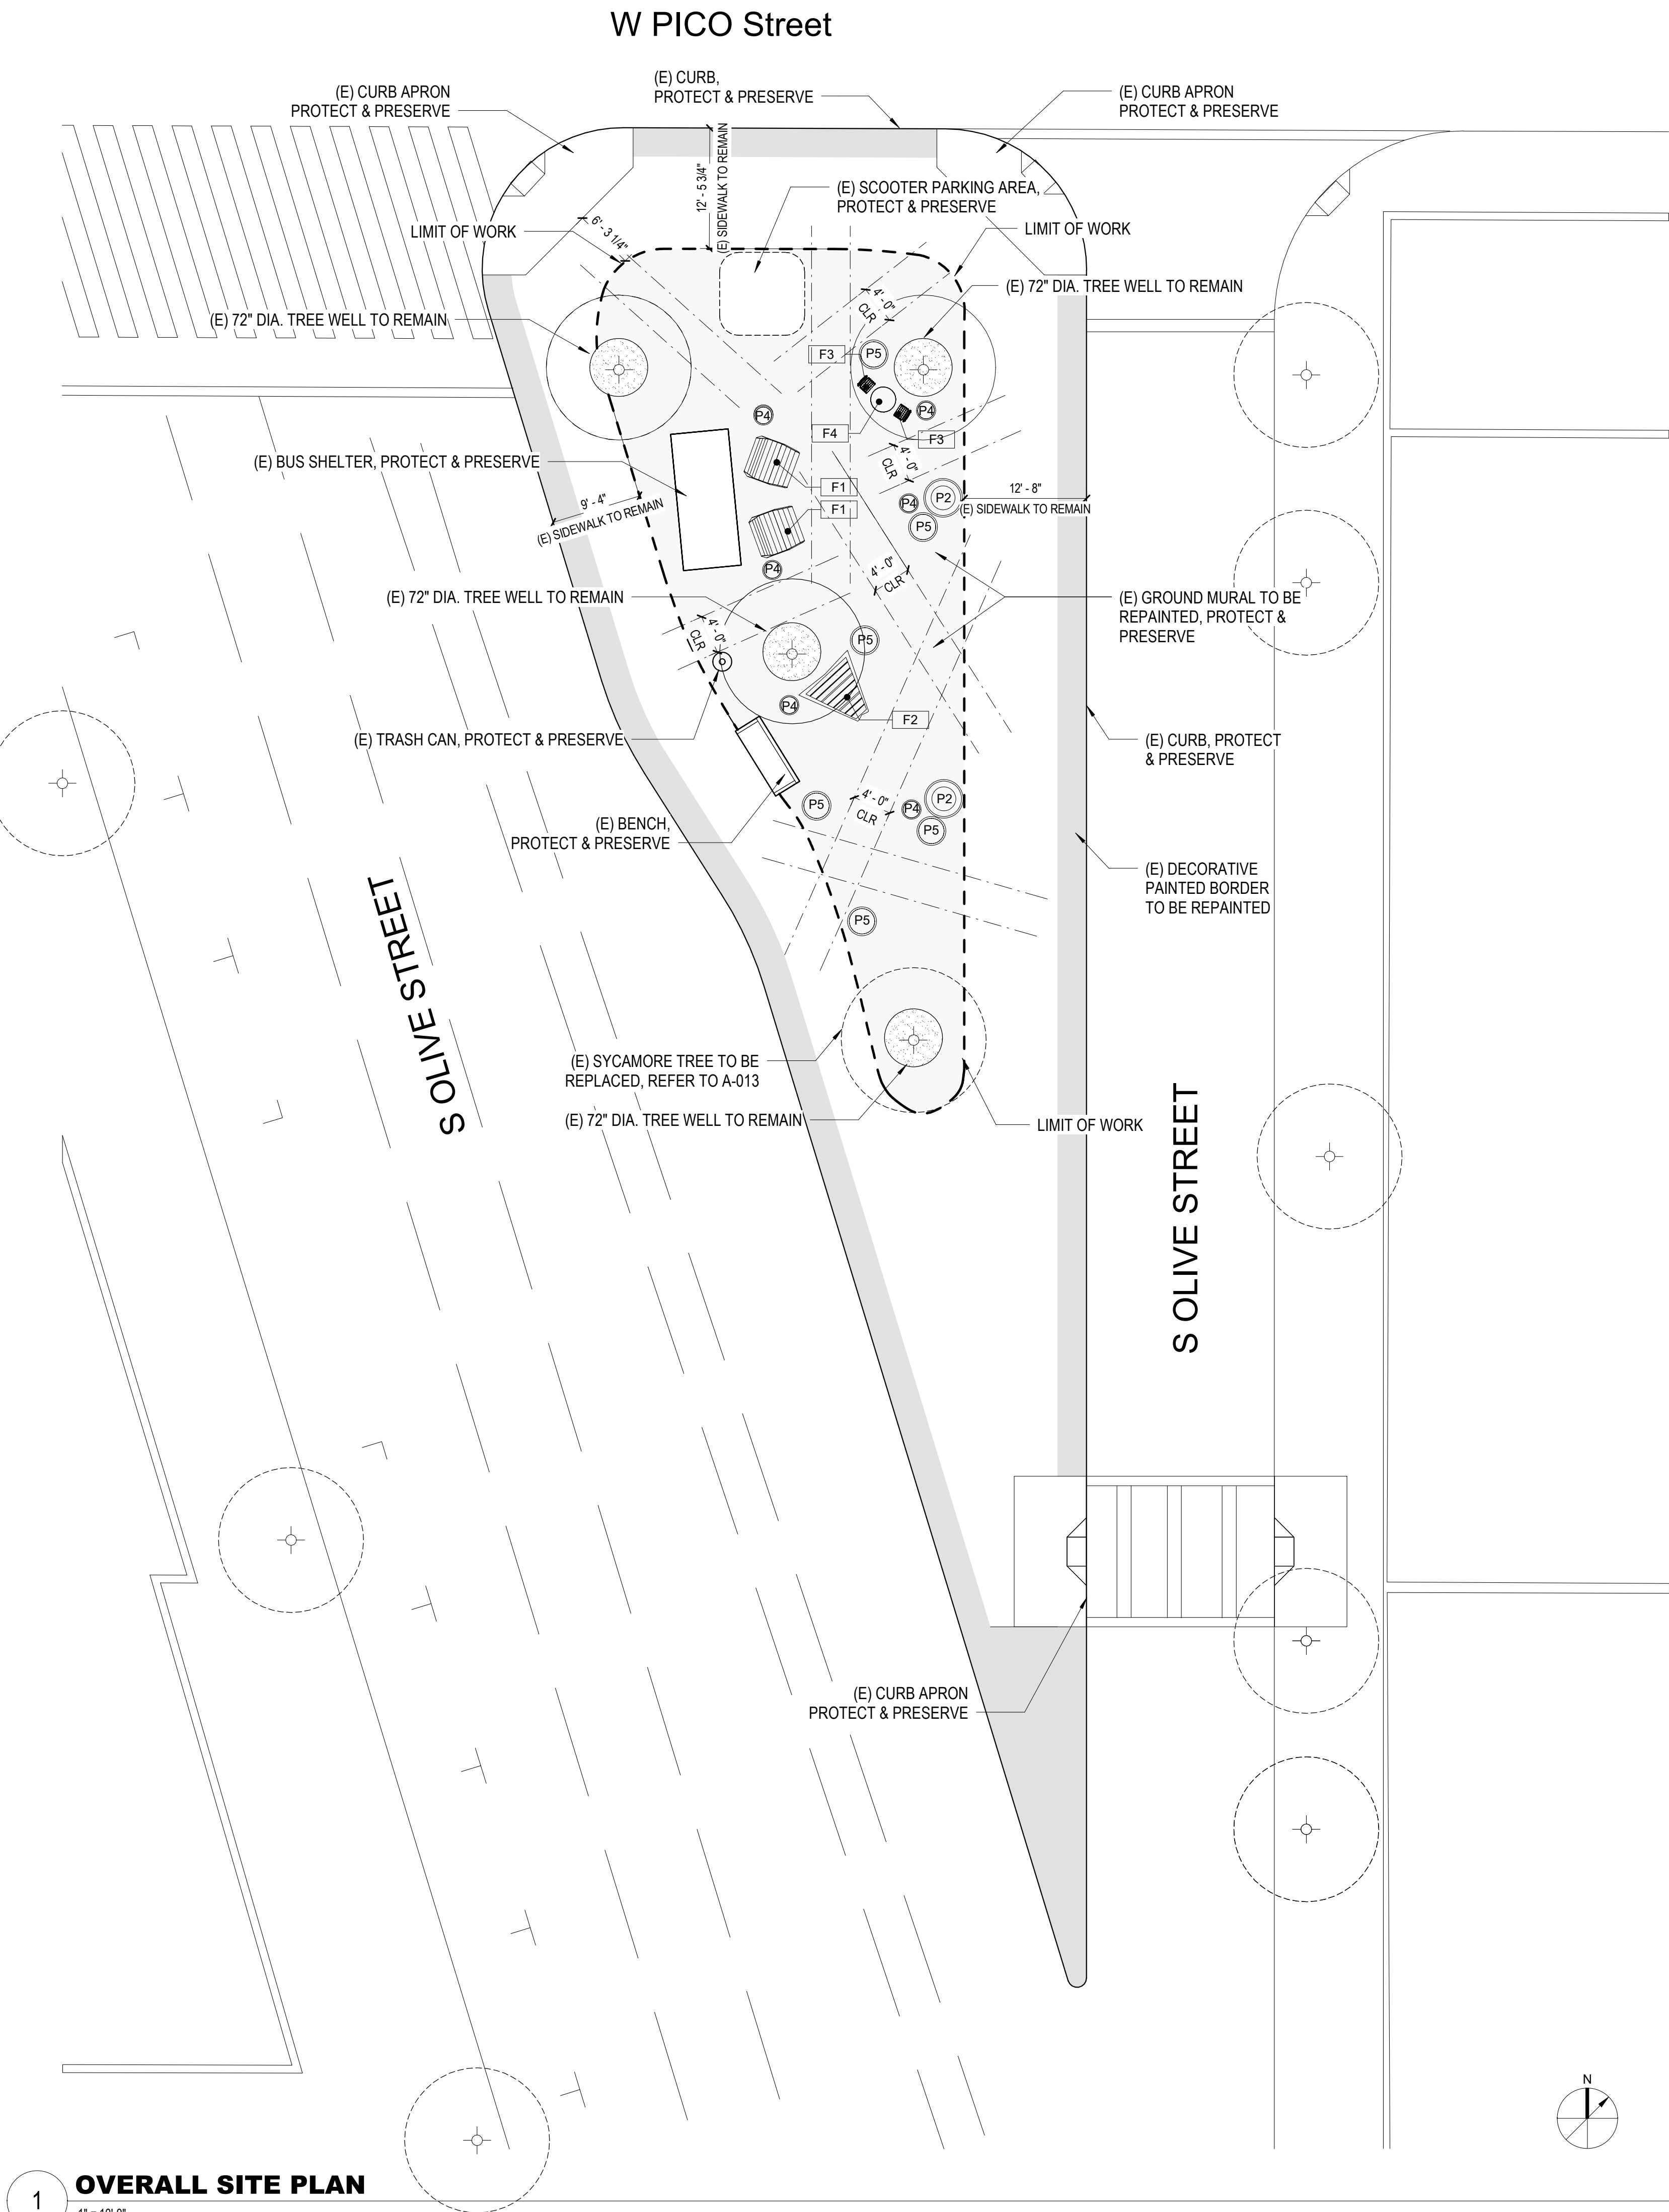 W PICO Street
(E) CURB,
PROTECT & PRESERVE
(E) CURB APRON
PROTECT & PRESERVE
(E) CURB APRON
PROTECT & PRESERVE
12' - 5 3/4"
(E) SIDEWALK TO REMAIN
(E) SCOOTER PARKING AREA,
PROTECT & PRESERVE
6' - 3 1/4"
LIMIT OF WORK
LIMIT OF WORK
(E) 72" DIA. TREE WELL TO REMAIN
4' - 0"
CLR
(E) 72" DIA. TREE WELL TO REMAIN
F3
P5
P4
P4
F4
F3
(E) BUS SHELTER, PROTECT & PRESERVE
4' - 0"
CLR
F1
F1
9' - 4"
(E) SIDEWALK TO REMAIN
P4
P2
12' - 8"
(E) SIDEWALK TO REMAIN
P5
P4
4' - 0"
CLR
(E) 72" DIA. TREE WELL TO REMAIN
(E) GROUND MURAL TO BE
REPAINTED, PROTECT &
PRESERVE
4' - 0"
CLR
P5
P4
F2
(E) TRASH CAN, PROTECT & PRESERVE
(E) CURB, PROTECT
& PRESERVE
P5
4' - 0"
CLR
P4
P2
P5
(E) BENCH,
PROTECT & PRESERVE
(E) DECORATIVE
PAINTED BORDER
TO BE REPAINTED
P5
S OLIVE STREET
(E) SYCAMORE TREE TO BE
REPLACED, REFER TO A-013
(E) 72" DIA. TREE WELL TO REMAIN
LIMIT OF WORK
S OLIVE STREET
(E) CURB APRON
PROTECT & PRESERVE
N
1
OVERALL SITE PLAN